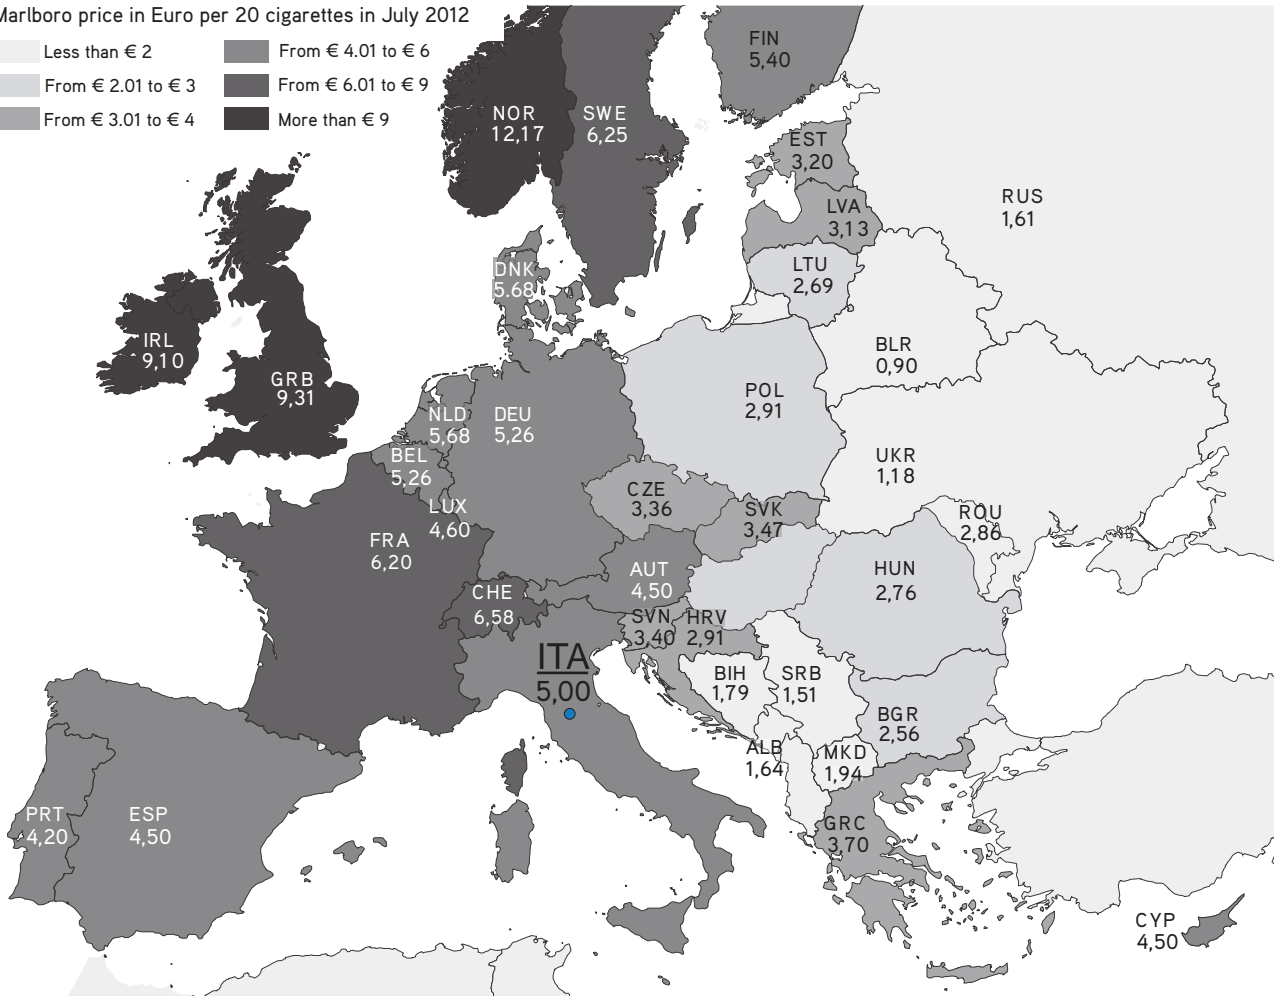 Marlboro price in Euro per 20 cigarettes in July 2012
Less than € 2
From € 2.01 to € 3
From € 3.01 to € 4
From € 4.01 to € 6
From € 6.01 to € 9
More than € 9
FIN
5,40
NOR
12,17
SWE
6,25
EST
3,20
RUS
1,61
LVA
3,13
LTU
2,69
DNK
5.68
IRL
9,10
GRB
9,31
BLR
0,90
POL
2,91
NLD
5,68
DEU
5,26
BEL
5,26
UKR
1,18
CZE
3,36
LUX
4,60
SVK
3,47
ROU
2,86
FRA
6,20
AUT
4,50
HUN
2,76
CHE
6,58
SVN
3,40
HRV
2,91
ITA
5,00
BIH
1,79
SRB
1,51
BGR
2,56
ALB
1,64
MKD
1,94
PRT
4,20
ESP
4,50
GRC
3,70
CYP
4,50